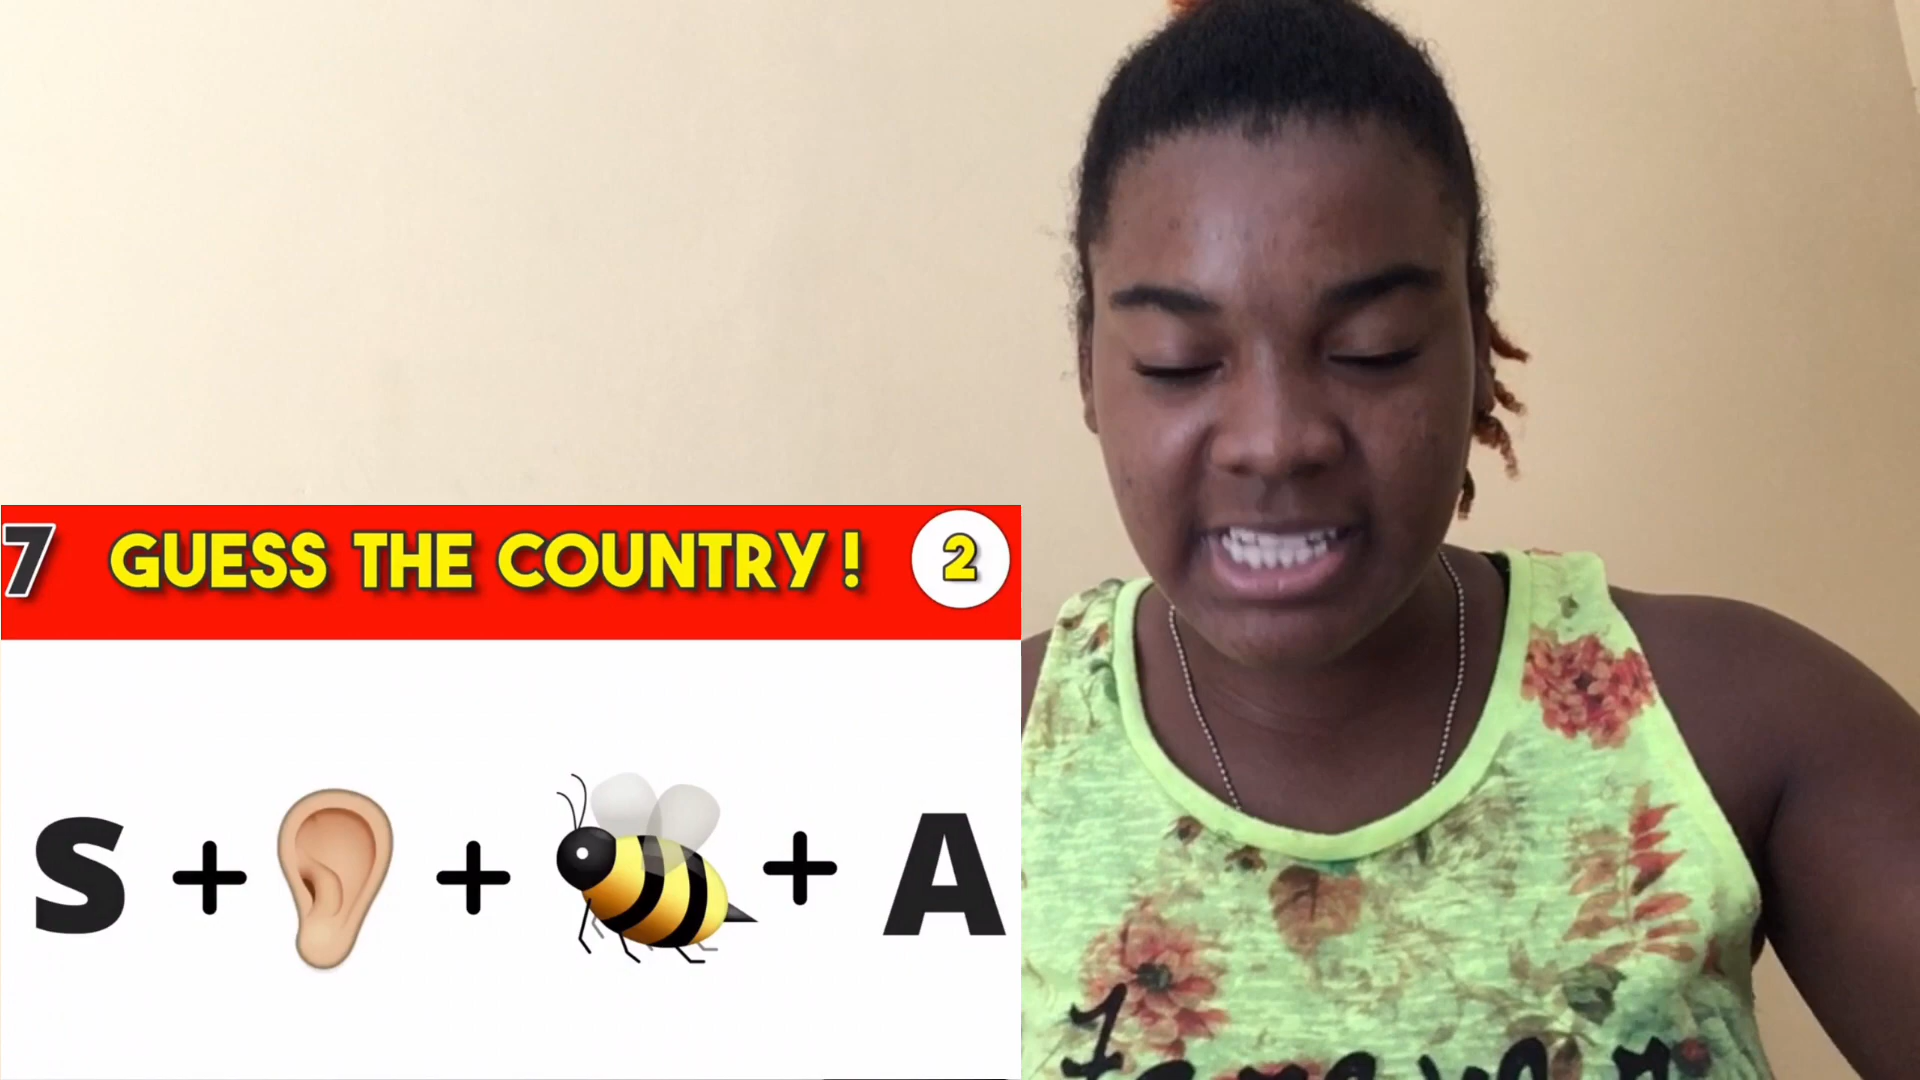 7 GUESS THE COUNTRY! 2
S + + + A